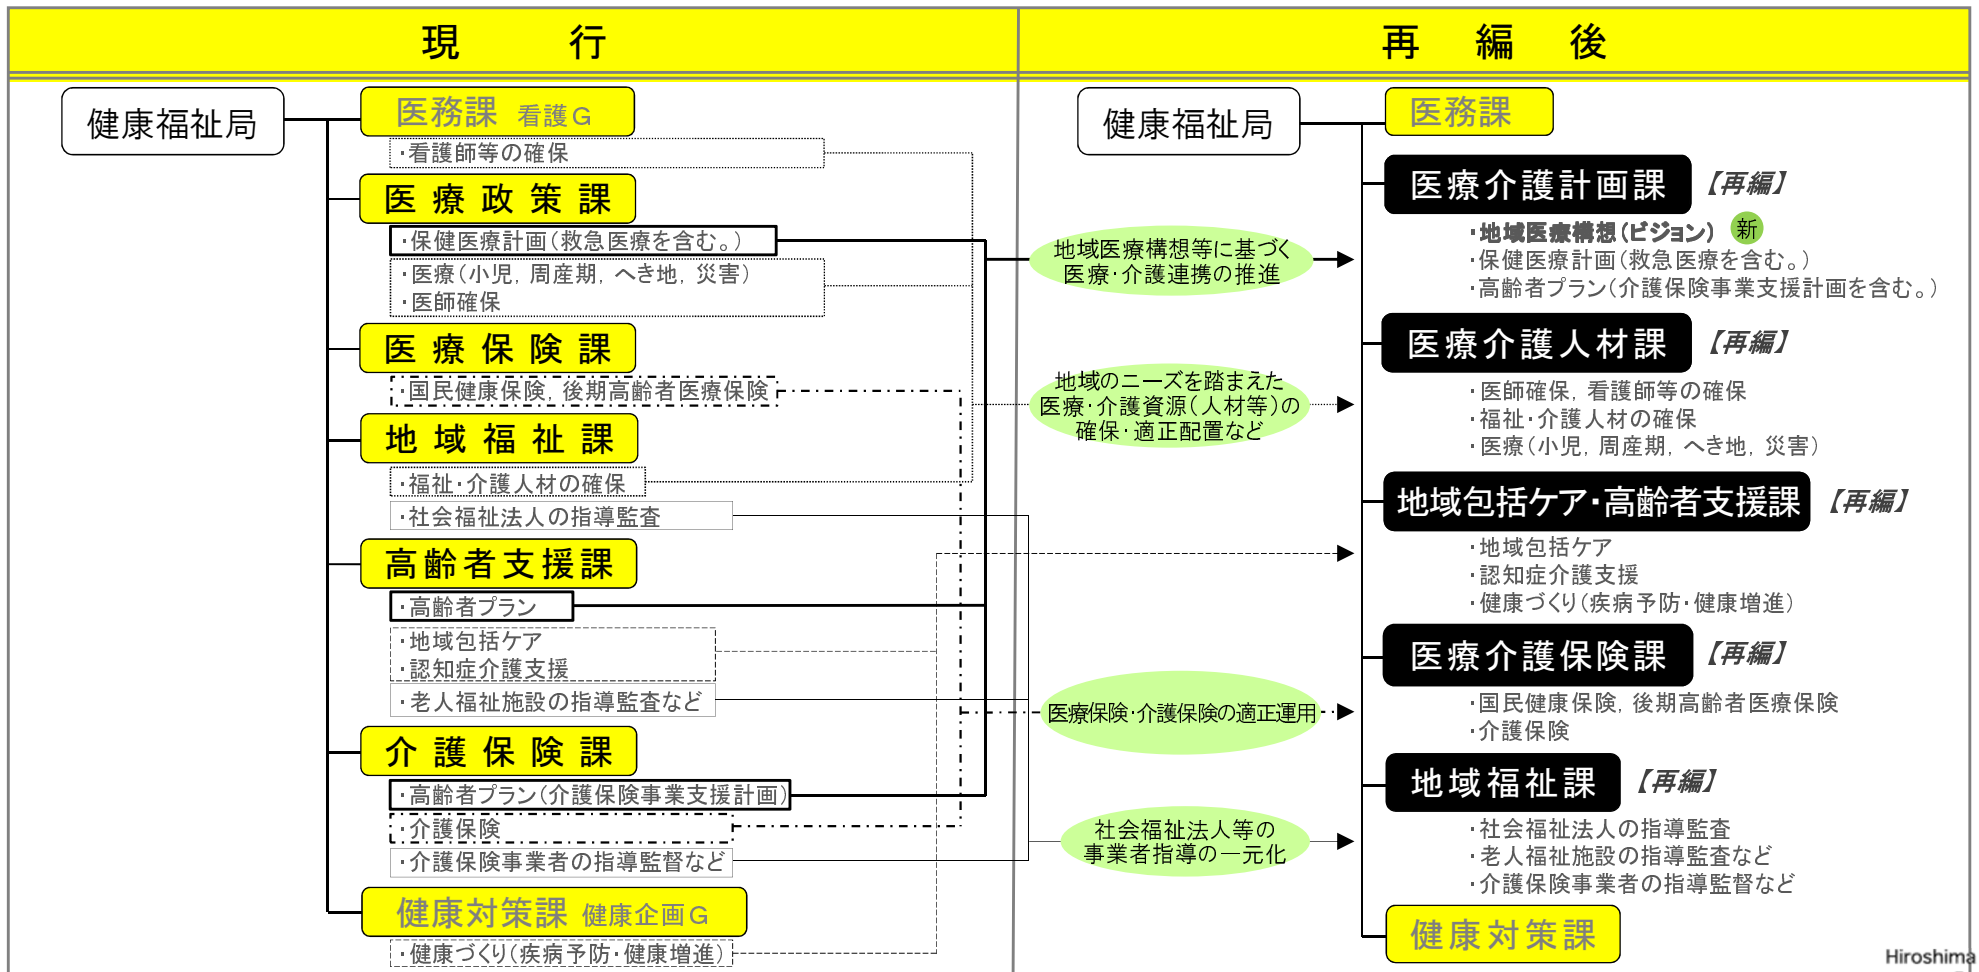 現　行
健康福祉局
医務課 看護G
・看護師等の確保
医療政策課
・保健医療計画(救急医療を含む。)
・医療(小児，周産期，へき地，災害)
・医師確保
医療保険課
・国民健康保険，後期高齢者医療保険
地域福祉課
・福祉・介護人材の確保
・社会福祉法人の指導監査
高齢者支援課
・高齢者プラン
・地域包括ケア
・認知症介護支援
・老人福祉施設の指導監査など
介護保険課
・高齢者プラン(介護保険事業支援計画)
・介護保険
・介護保険事業者の指導監督など
健康対策課 健康企画G
・健康づくり(疾病予防・健康増進)
地域医療構想等に基づく
医療・介護連携の推進
地域のニーズを踏まえた
医療・介護資源(人材等)の
確保・適正配置など
医療保険・介護保険の適正運用
社会福祉法人等の
事業者指導の一元化
再　編　後
健康福祉局
医務課
医療介護計画課 【再編】
・地域医療構想(ビジョン) 新
・保健医療計画(救急医療を含む。)
・高齢者プラン(介護保険事業支援計画を含む。)
医療介護人材課 【再編】
・医師確保，看護師等の確保
・福祉・介護人材の確保
・医療(小児，周産期，へき地，災害)
地域包括ケア・高齢者支援課 【再編】
・地域包括ケア
・認知症介護支援
・健康づくり(疾病予防・健康増進)
医療介護保険課 【再編】
・国民健康保険，後期高齢者医療保険
・介護保険
地域福祉課 【再編】
・社会福祉法人の指導監査
・老人福祉施設の指導監査など
・介護保険事業者の指導監督など
健康対策課
Hiroshima